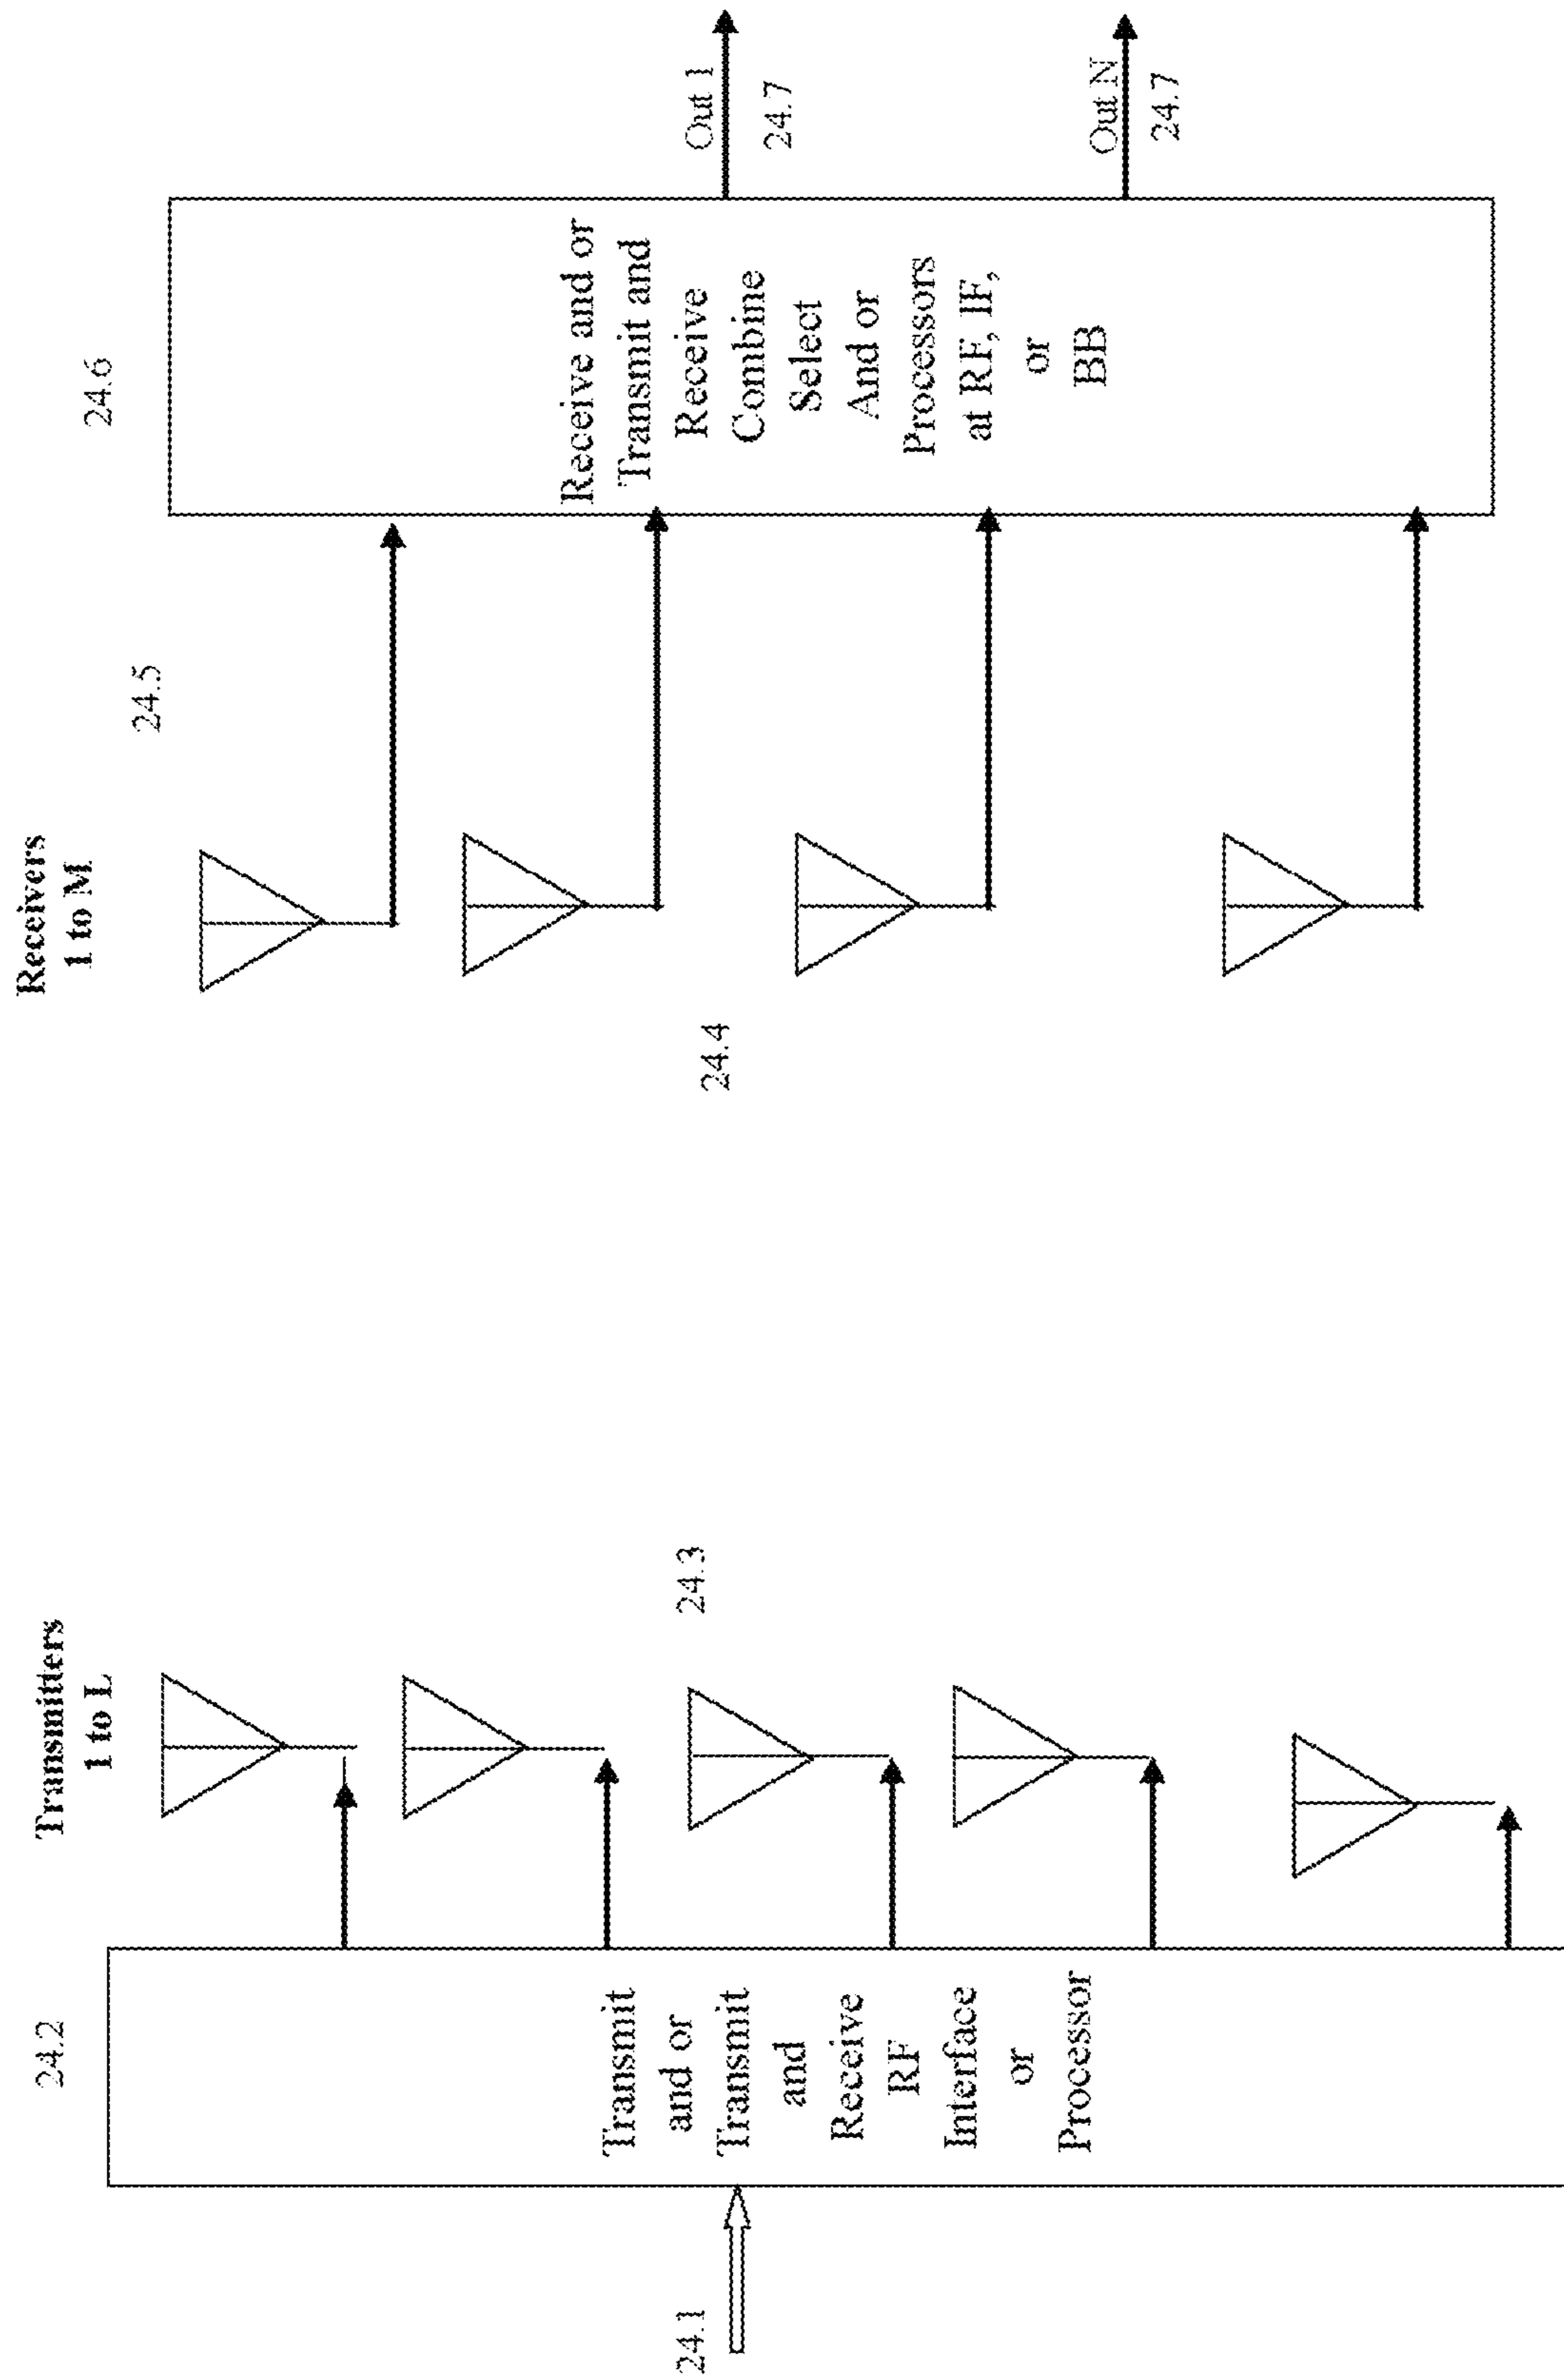 24.1
24.2
Transmit
and or
Transmit
and
Receive
RF
Interface
or
Processor
Transmitters
1 to L
24.3
24.4
Receivers
1 to M
24.5
24.6
Receive and or
Transmit and
Receive
Combine
Select
And or
Processors
at RF, IF,
or
BB
Out 1
24.7
Out N
24.7